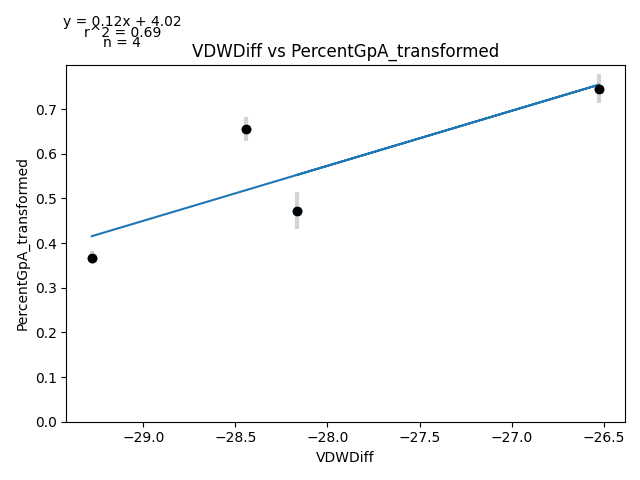 y = 0.12x + 4.02
r^2 = 0.69
n = 4
VDWDiff vs PercentGpA_transformed
0.7
0.6
0.5
0.4
0.3
0.2
0.1
0.0
PercentGpA_transformed
−29.0 −28.5 −28.0 −27.5 −27.0 −26.5
VDWDiff